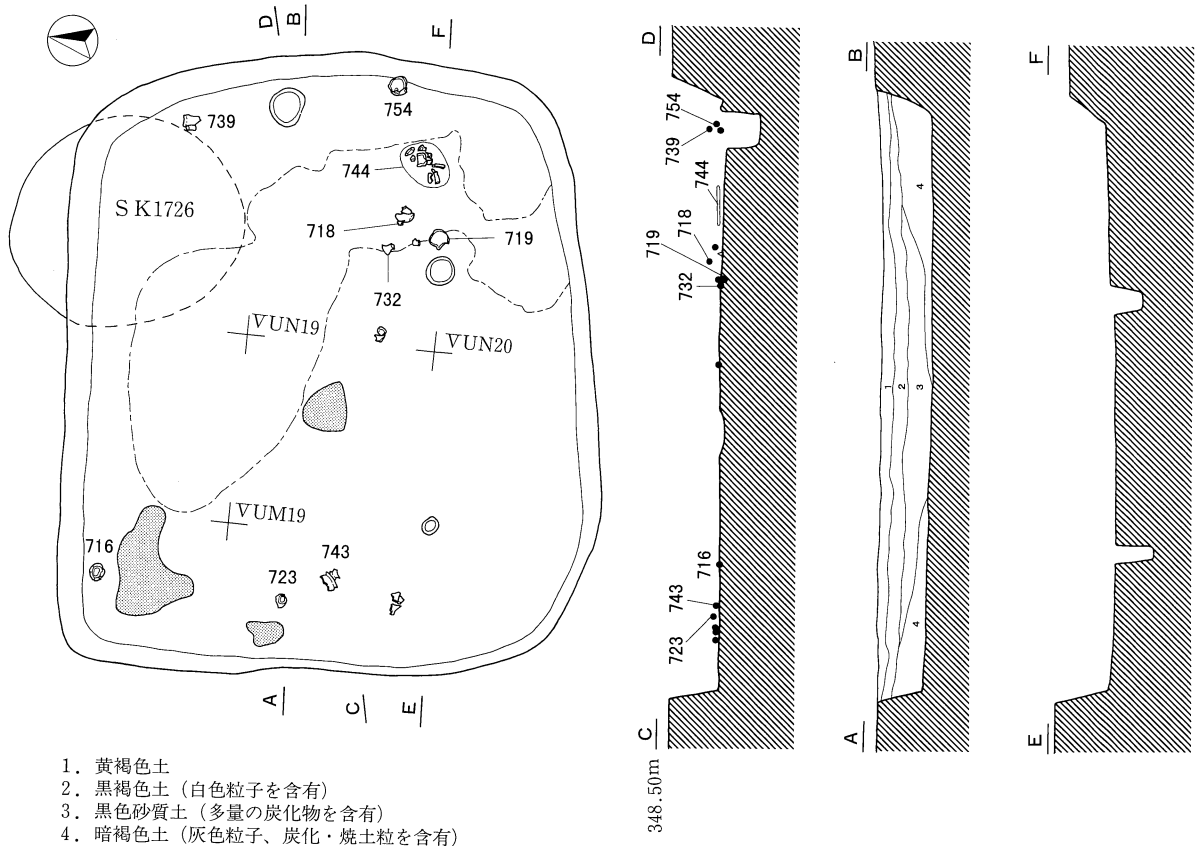 D
B
F
754
739
744
SK1726
718
719
732
VUN19
VUN20
VUM19
716
743
723
A
C
E
D
754
739
744
718
719
732
716
743
723
C
348.50m
B
4
1
2
3
4
A
F
E
1. 黄褐色土
2. 黒褐色土（白色粒子を含有）
3. 黒色砂質土（多量の炭化物を含有）
4. 暗褐色土（灰色粒子、炭化・焼土粒を含有）